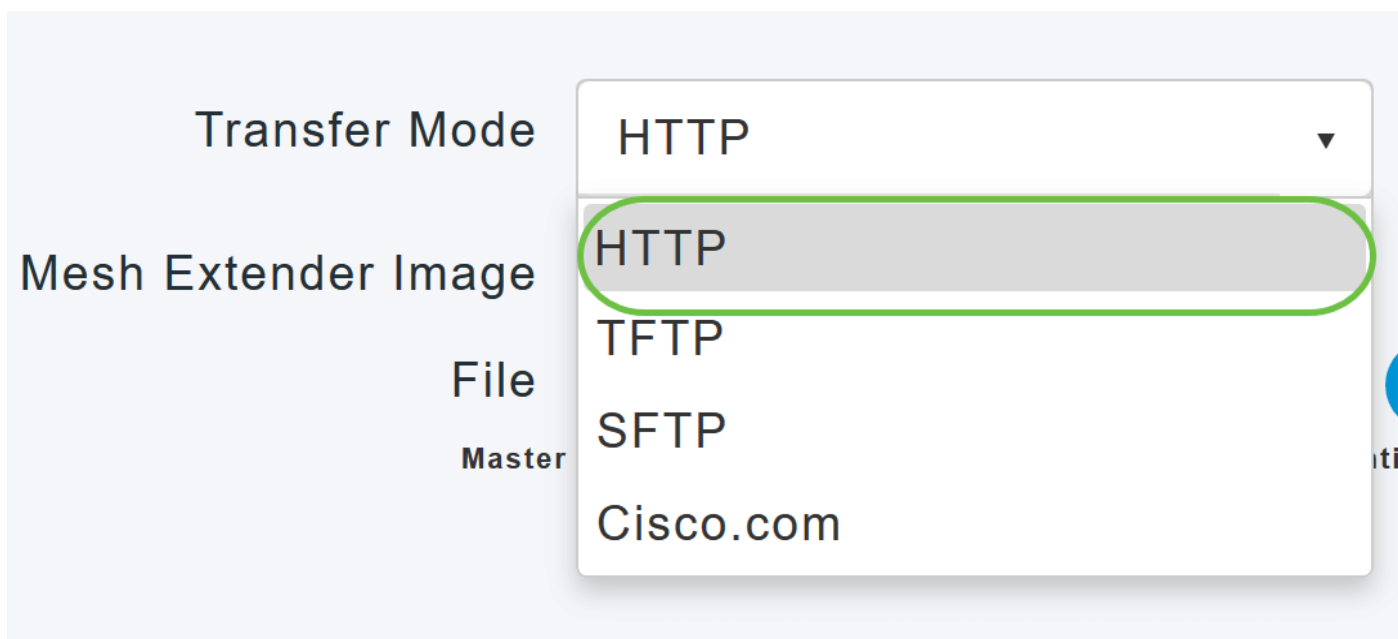 Transfer Mode HTTP
HTTP
Mesh Extender Image
TFTP
File
SFTP
Master
Cisco.com